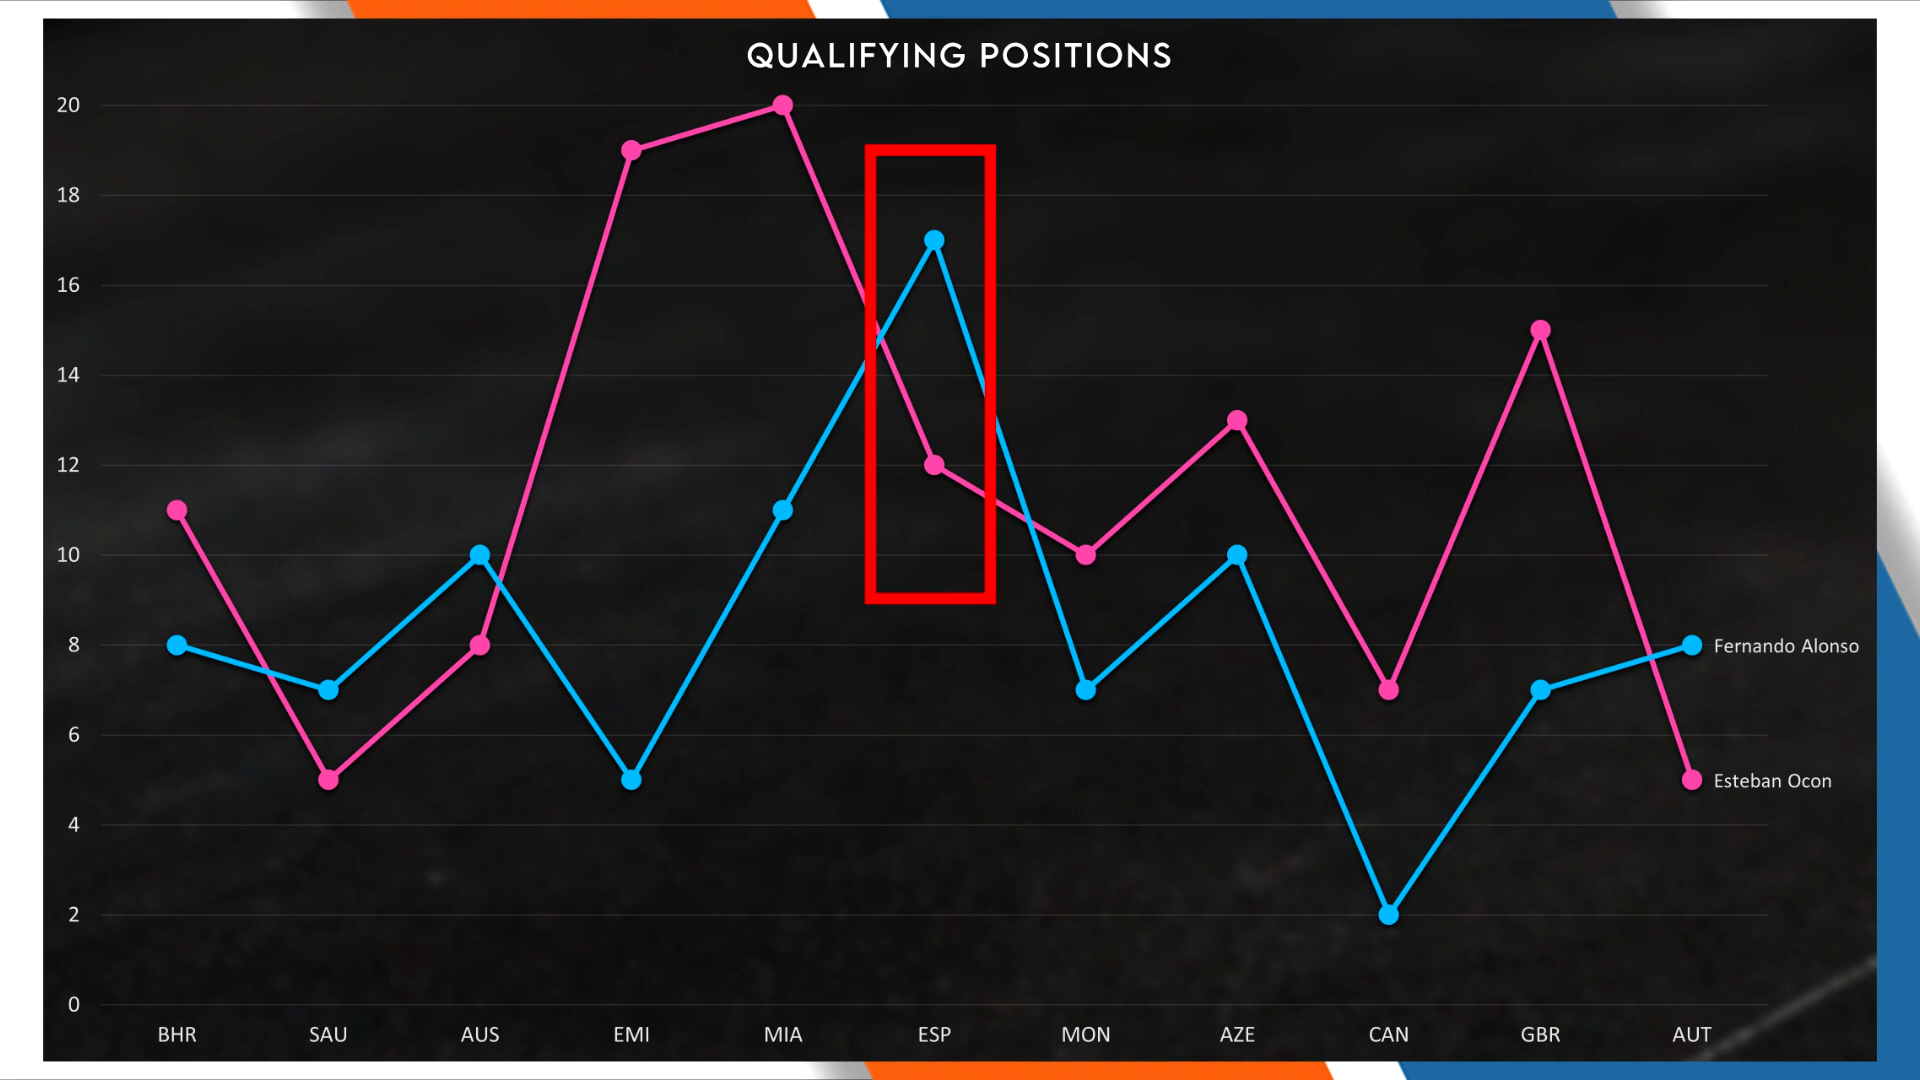 QUALIFYING POSITIONS
20
18
16
14
12
10
8
6
4
2
0
Fernando Alonso
Esteban Ocon
BHR SAU AUS EMI MIA ESP MON AZE CAN GBR AUT